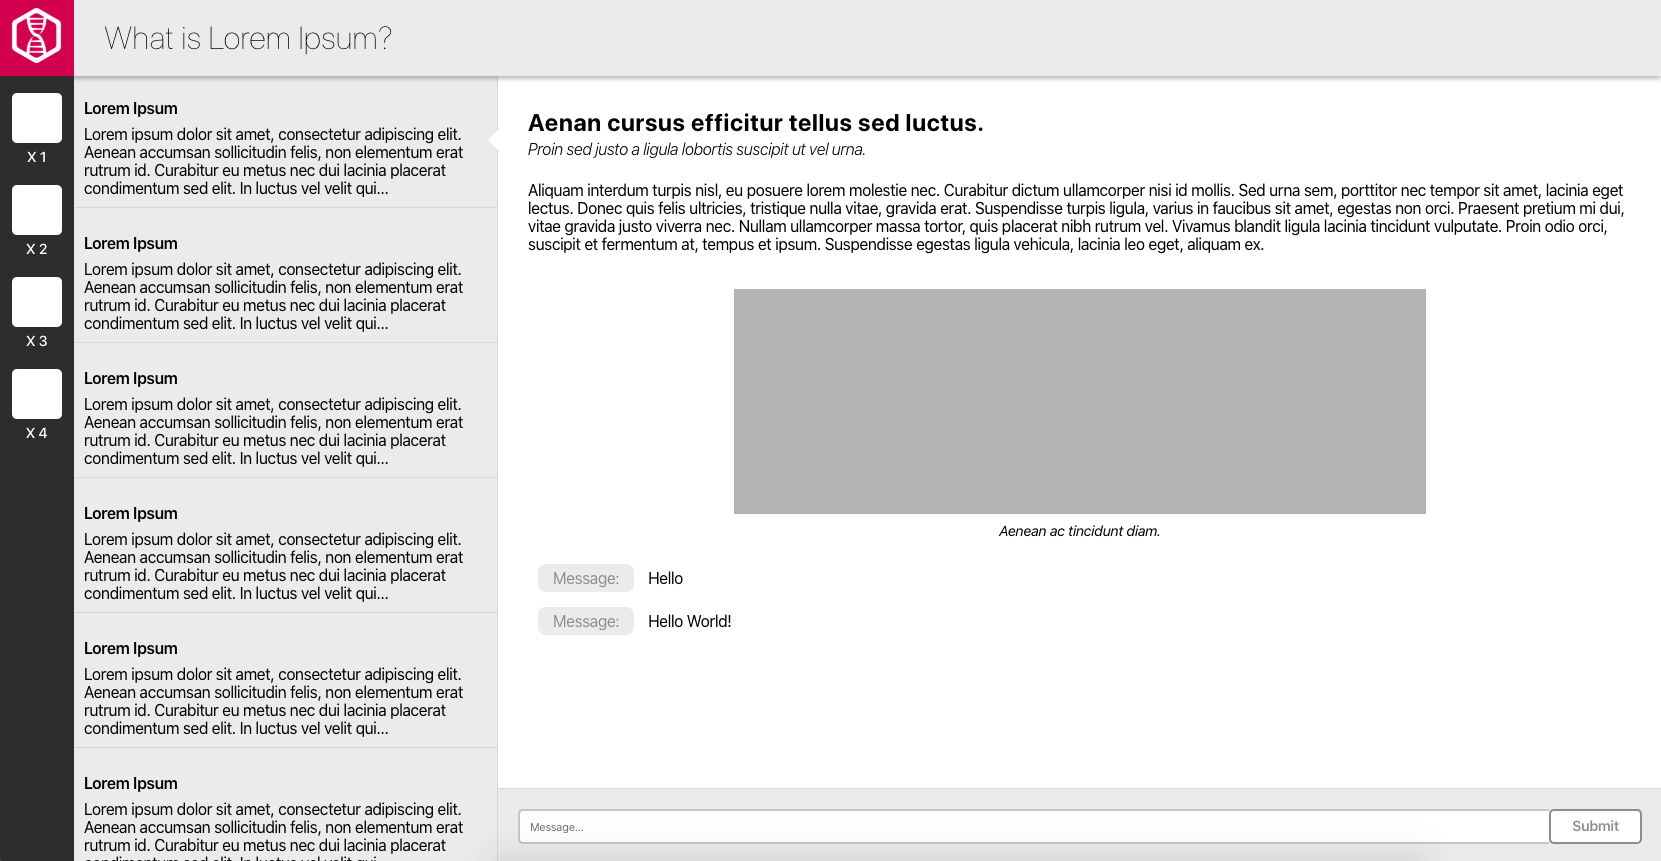 What is Lorem Ipsum?
X 1
X 2
X 3
X 4
Lorem Ipsum
Lorem ipsum dolor sit amet, consectetur adipiscing elit.
Aenean accumsan sollicitudin felis, non elementum erat
rutrum id. Curabitur eu metus nec dui lacinia placerat
condimentum sed elit. In luctus vel velit qui...
Lorem Ipsum
Lorem ipsum dolor sit amet, consectetur adipiscing elit.
Aenean accumsan sollicitudin felis, non elementum erat
rutrum id. Curabitur eu metus nec dui lacinia placerat
condimentum sed elit. In luctus vel velit qui...
Lorem Ipsum
Lorem ipsum dolor sit amet, consectetur adipiscing elit.
Aenean accumsan sollicitudin felis, non elementum erat
rutrum id. Curabitur eu metus nec dui lacinia placerat
condimentum sed elit. In luctus vel velit qui...
Lorem Ipsum
Lorem ipsum dolor sit amet, consectetur adipiscing elit.
Aenean accumsan sollicitudin felis, non elementum erat
rutrum id. Curabitur eu metus nec dui lacinia placerat
condimentum sed elit. In luctus vel velit qui...
Lorem Ipsum
Lorem ipsum dolor sit amet, consectetur adipiscing elit.
Aenean accumsan sollicitudin felis, non elementum erat
rutrum id. Curabitur eu metus nec dui lacinia placerat
condimentum sed elit. In luctus vel velit qui...
Lorem Ipsum
Lorem ipsum dolor sit amet, consectetur adipiscing elit.
Aenean accumsan sollicitudin felis, non elementum erat
rutrum id. Curabitur eu metus nec dui lacinia placerat
Aenan cursus efficitur tellus sed luctus.
Proin sed justo a ligula lobortis suscipit ut vel urna.
Aliquam interdum turpis nisl, eu posuere lorem molestie nec. Curabitur dictum ullamcorper nisi id mollis. Sed urna sem, porttitor nec tempor sit amet, lacinia eget
lectus. Donec quis felis ultricies, tristique nulla vitae, gravida erat. Suspendisse turpis ligula, varius in faucibus sit amet, egestas non orci. Praesent pretium mi dui,
vitae gravida justo viverra nec. Nullam ullamcorper massa tortor, quis placerat nibh rutrum vel. Vivamus blandit ligula lacinia tincidunt vulputate. Proin odio orci,
suscipit et fermentum at, tempus et ipsum. Suspendisse egestas ligula vehicula, lacinia leo eget, aliquam ex.
Aenean ac tincidunt diam.
Message: Hello
Message: Hello World!
Message...
Submit